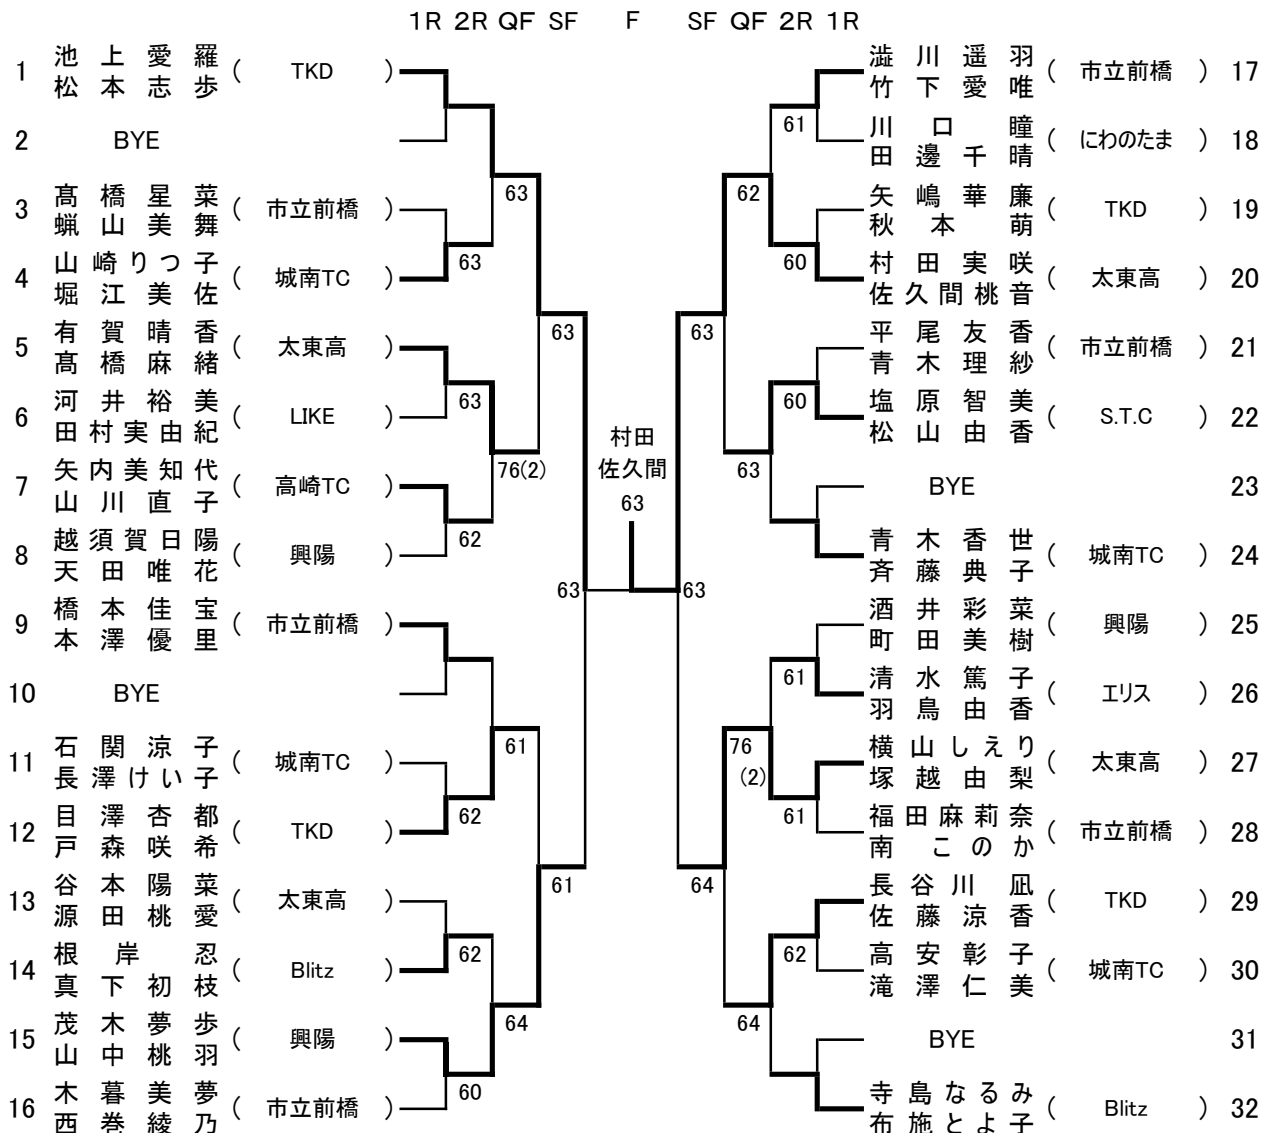 1R 2R QF SF F SF QF 2R 1R
1 池上愛羅 松本志歩 ( TKD )
2 BYE
3 髙橋星菜 蝋山美舞 ( 市立前橋 )
4 山崎りつ子 堀江美佐 ( 城南TC )
5 有賀晴香 髙橋麻緒 ( 太東高 )
6 河井裕美 田村実由紀 ( LIKE )
7 矢内美知代 山川直子 ( 高崎TC )
8 越須賀日陽 天田唯花 ( 興陽 )
9 橋本佳宝 本澤優里 ( 市立前橋 )
10 BYE
11 石関涼子 長澤けい子 ( 城南TC )
12 目澤杏都 戸森咲希 ( TKD )
13 谷本陽菜 源田桃愛 ( 太東高 )
14 根岸忍 真下初枝 ( Blitz )
15 茂木夢歩 山中桃羽 ( 興陽 )
16 木暮美夢 西巻綾乃 ( 市立前橋 )
63
63
62
62
62
60
63
76(2)
61
64
63
61
63
村田
佐久間
63
63
63
64
62
63
76
(2)
64
61
60
60
61
61
62
澁川遥羽 竹下愛唯 ( 市立前橋 ) 17
川口瞳 田邊千晴 ( にわのたま ) 18
矢嶋華廉 秋本萌 ( TKD ) 19
村田実咲 佐久間桃音 ( 太東高 ) 20
平尾友香 青木理紗 ( 市立前橋 ) 21
塩原智美 松山由香 ( S.T.C ) 22
BYE 23
青木香世 斉藤典子 ( 城南TC ) 24
酒井彩菜 町田美樹 ( 興陽 ) 25
清水篤子 羽鳥由香 ( エリス ) 26
横山しえり 塚越由梨 ( 太東高 ) 27
福田麻莉奈 南このか ( 市立前橋 ) 28
長谷川凪 佐藤涼香 ( TKD ) 29
高安彰子 滝澤仁美 ( 城南TC ) 30
BYE 31
寺島なるみ 布施とよ子 ( Blitz ) 32